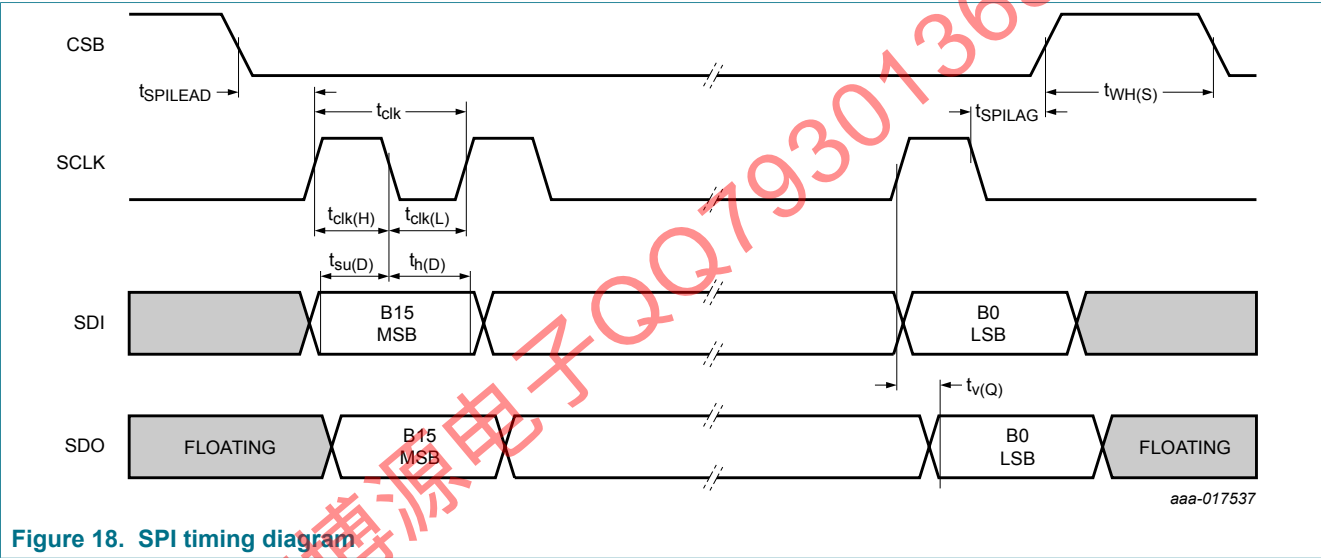 CSB
tSPILEAD
tclk
tSPILAG
tWH(S)
SCLK
tclk(H)
tclk(L)
tsu(D)
th(D)
SDI
B15
MSB
B0
LSB
tv(Q)
SDO
FLOATING
B15
MSB
B0
LSB
FLOATING
aaa-017537
Figure 18. SPI timing diagram
博源电子QQ7930136